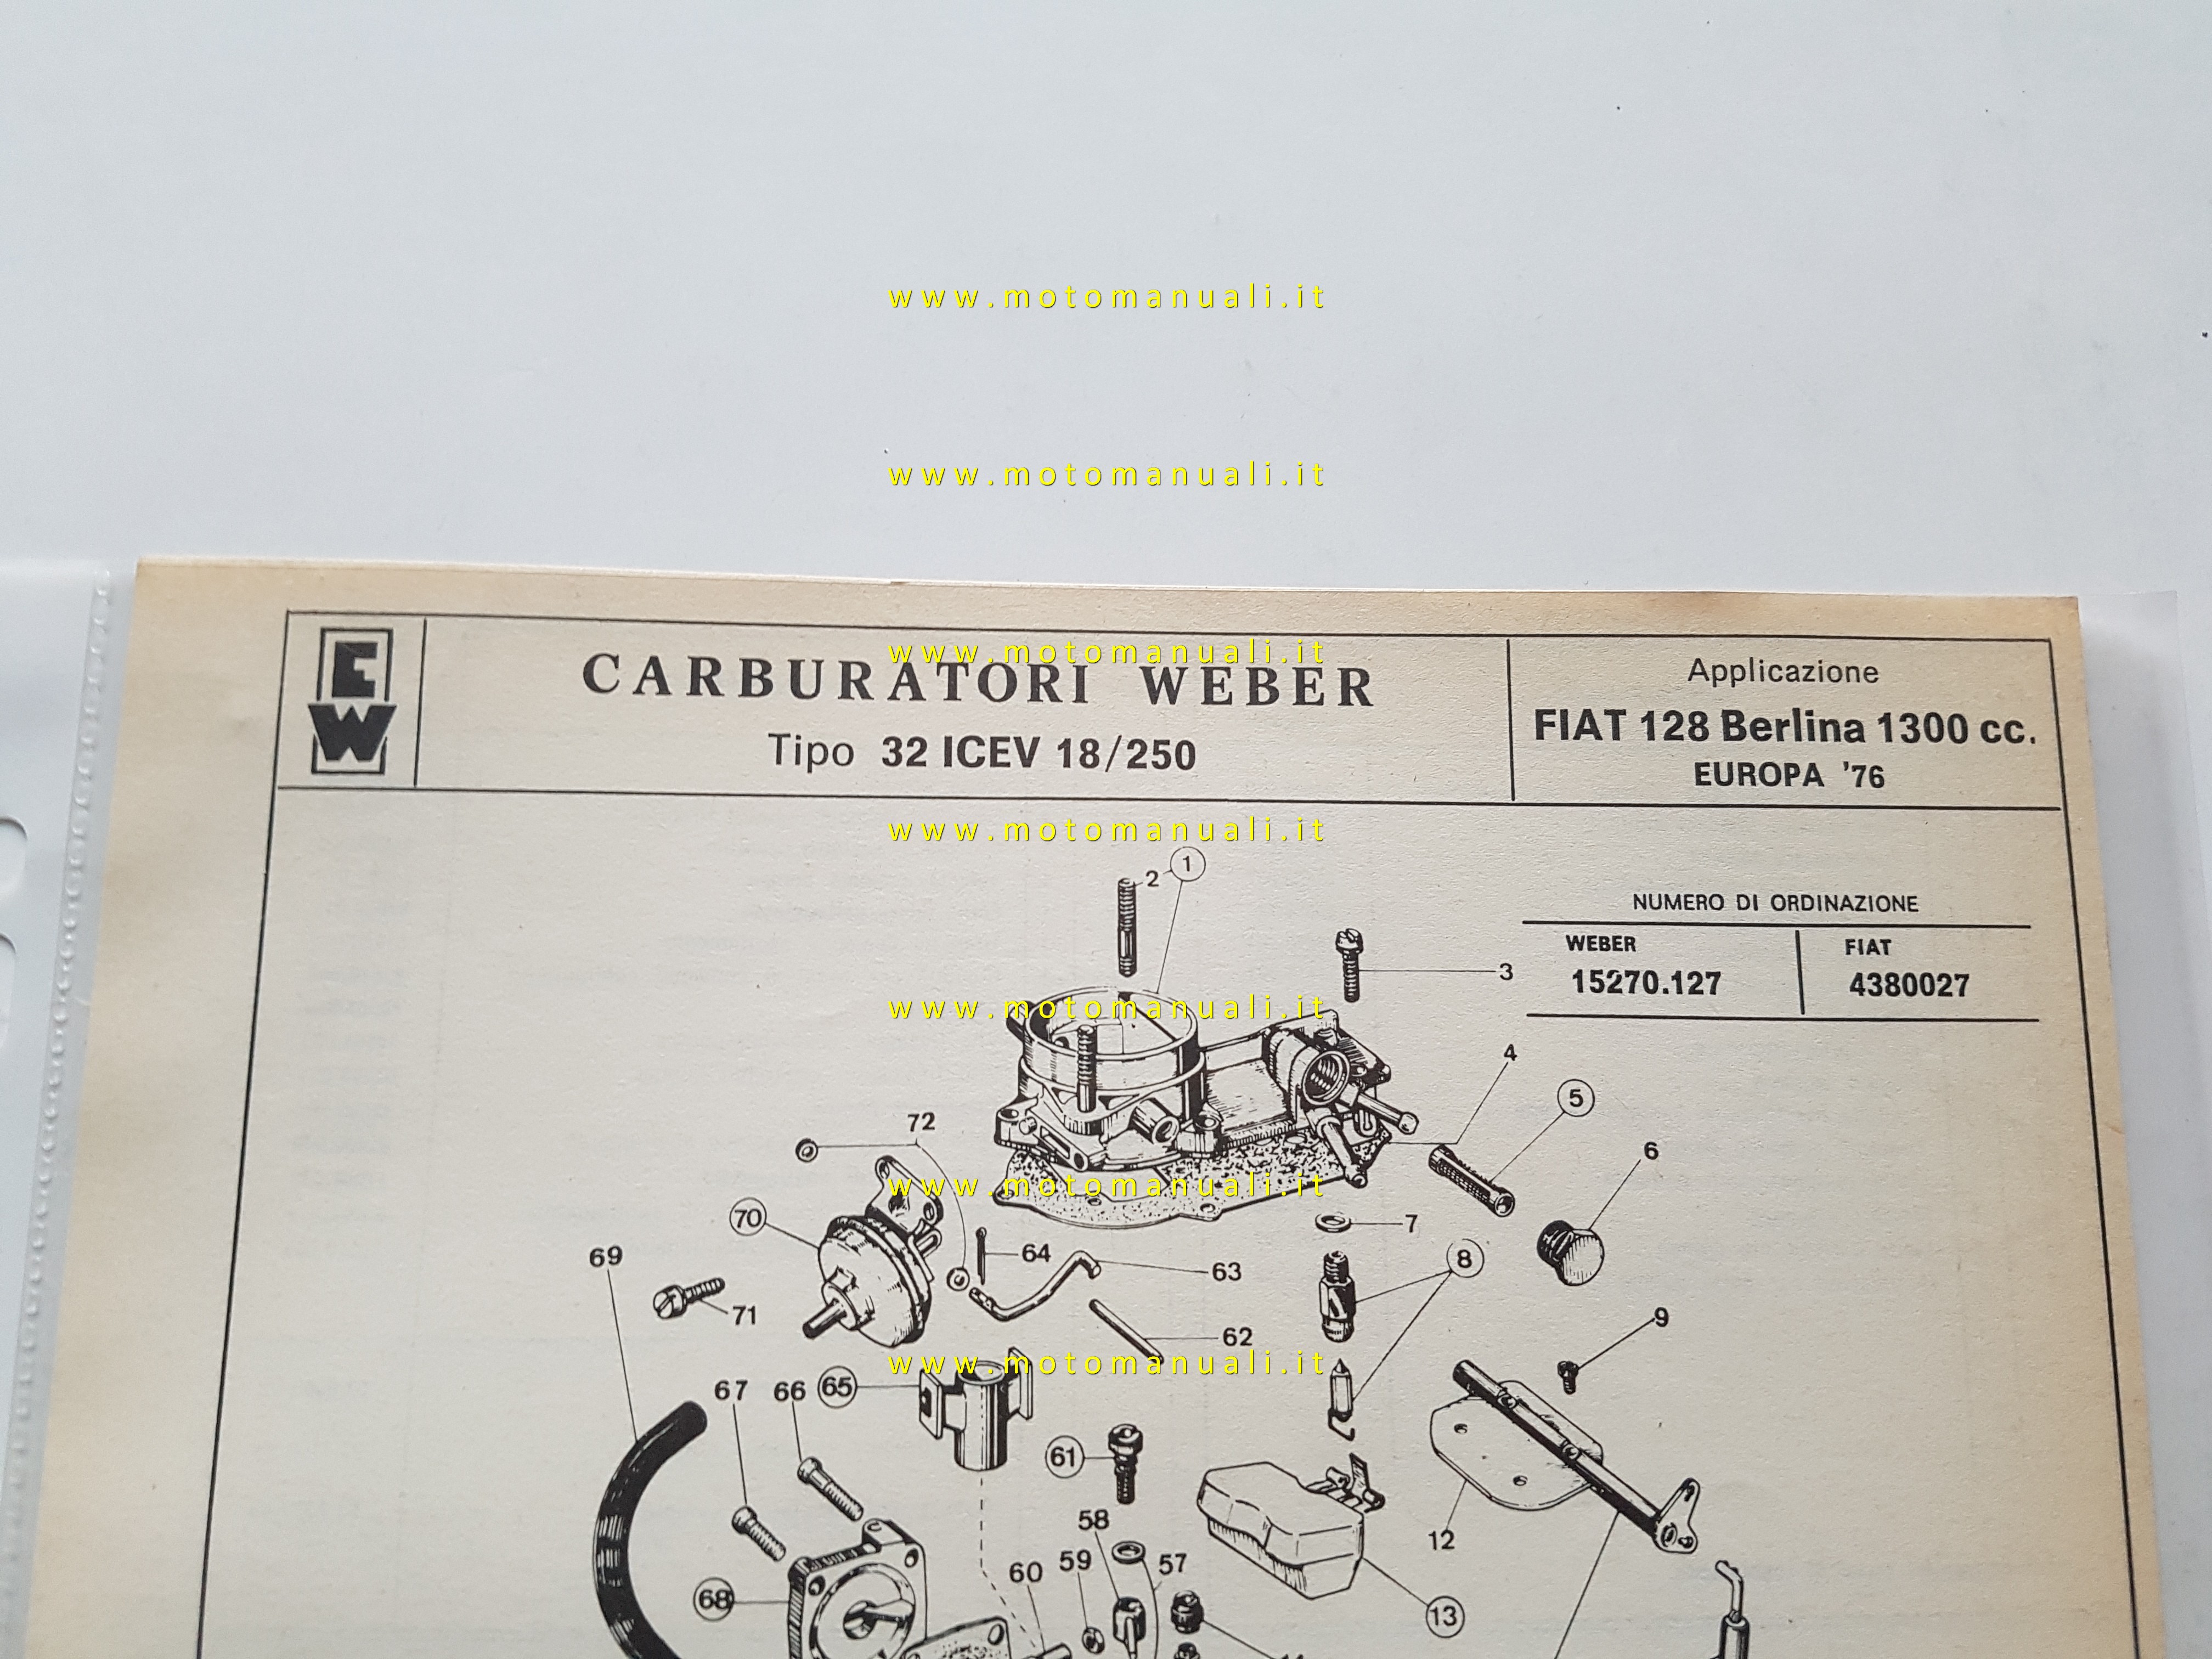 www.motomanuali.it
www.motomanuali.it
EW
CARBURATORI WEBER
www.motomanuali.it
Tipo 32 ICEV 18/250
Applicazione
FIAT 128 Berlina 1300 cc.
EUROPA '76
www.motomanuali.it
NUMERO DI ORDINAZIONE
WEBER
15270.127
FIAT
4380027
www.motomanuali.it
www.motomanuali.it
www.motomanuali.it
2 1
3
4
5
72
6
70
7
69
64
8
63
71
9
62
67 66 65
61
12
58
57
59
60
68
13